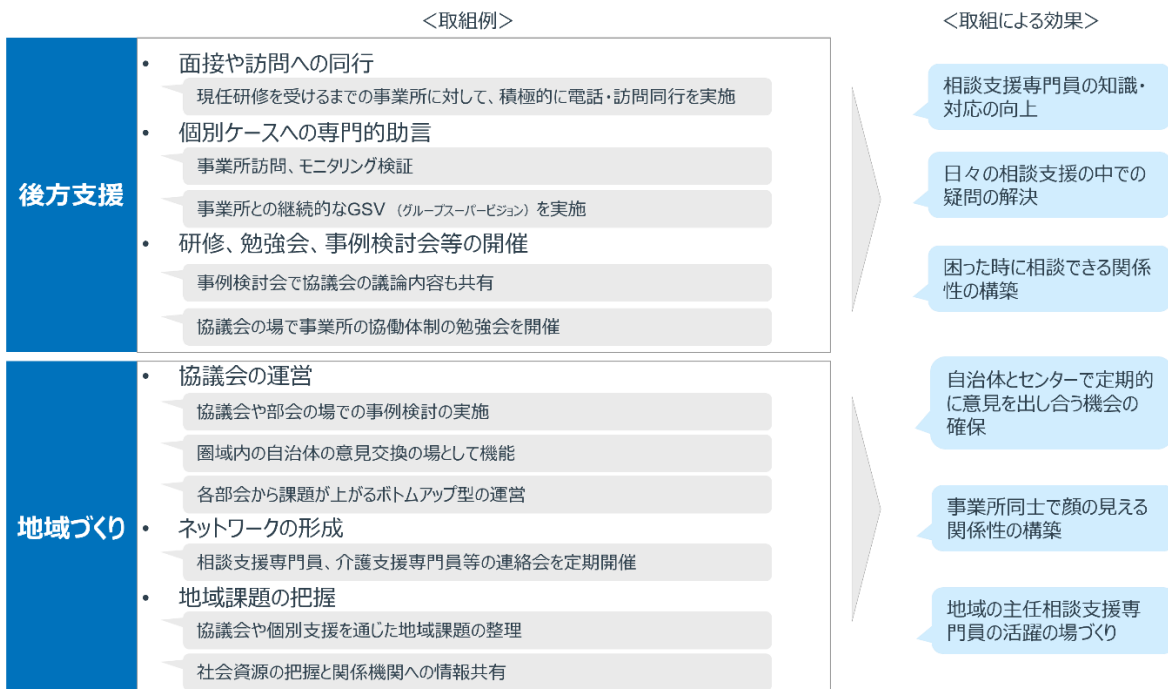 ＜取組例＞
＜取組による効果＞
後方支援
• 面接や訪問への同行
現任研修を受けるまでの事業所に対して、積極的に電話・訪問同行を実施
• 個別ケースへの専門的助言
事業所訪問、モニタリング検証
事業所との継続的なGSV （グループスーパービジョン）を実施
• 研修、勉強会、事例検討会等の開催
事例検討会で協議会の議論内容も共有
協議会の場で事業所の協働体制の勉強会を開催
相談支援専門員の知識・
対応の向上
日々の相談支援の中での
疑問の解決
困った時に相談できる関係
性の構築
地域づくり
• 協議会の運営
協議会や部会の場での事例検討の実施
圏域内の自治体の意見交換の場として機能
各部会から課題が上がるボトムアップ型の運営
• ネットワークの形成
相談支援専門員、介護支援専門員等の連絡会を定期開催
• 地域課題の把握
協議会や個別支援を通じた地域課題の整理
社会資源の把握と関係機関への情報共有
自治体とセンターで定期的
に意見を出し合う機会の
確保
事業所同士で顔の見える
関係性の構築
地域の主任相談支援専
門員の活躍の場づくり